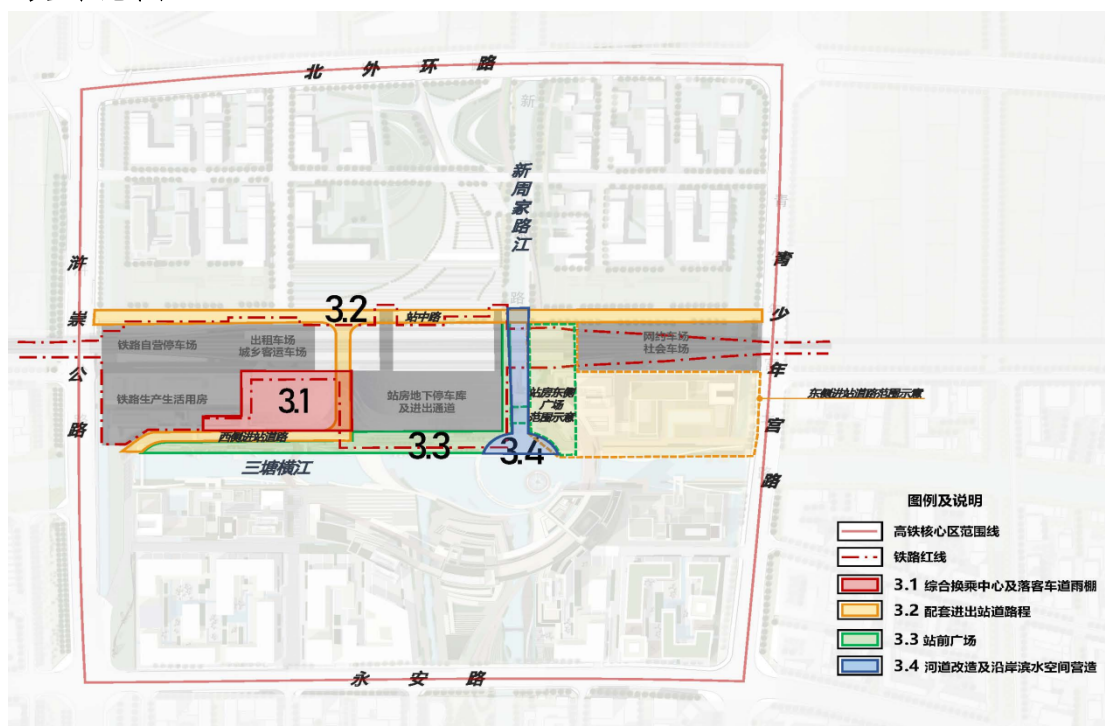 北外环路
新
新周家路江
路
浒崇公路
青
青少年宫路
3.2
站中路
铁路自营停车场
出租车场
城乡客运车场
网约车场
社会车场
铁路生产生活用房
3.1
站房地下停车库
及进出通道
站房东侧
广场
范围示意
东侧进站道路范围示意
西侧进站道路
3.3
3.4
三塘横江
图例及说明
高铁核心区范围线
铁路红线
3.1 综合换乘中心及落客车道雨棚
3.2 配套进出站道路程
3.3 站前广场
3.4 河道改造及沿岸滨水空间营造
永安路